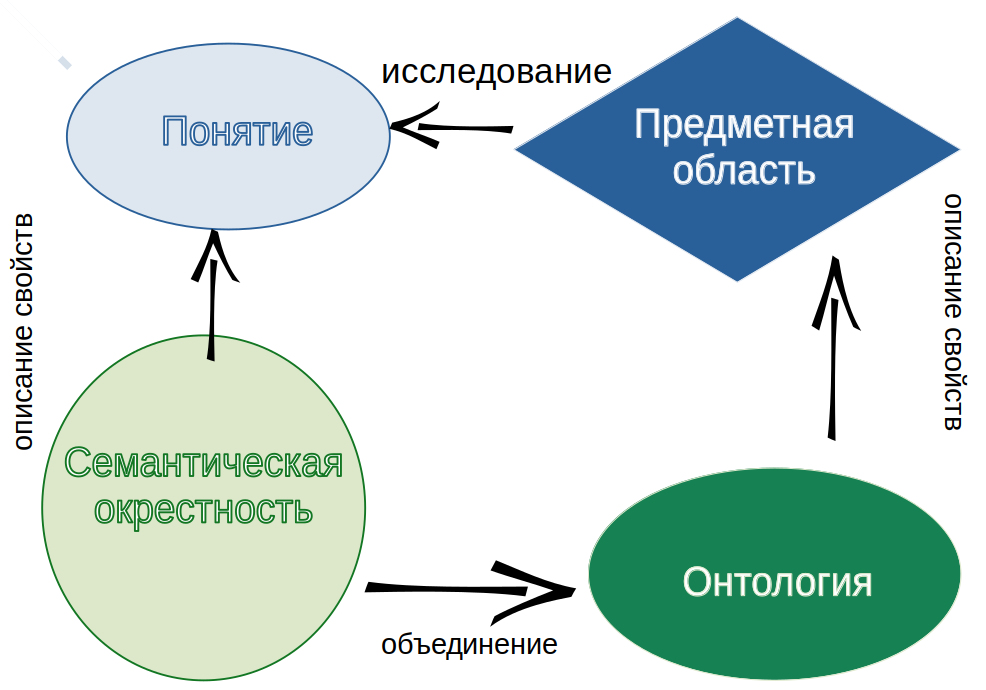 исследование
Понятие
Предметная
область
описание свойств
описание свойств
Семантическая
окрестность
Онтология
объединение